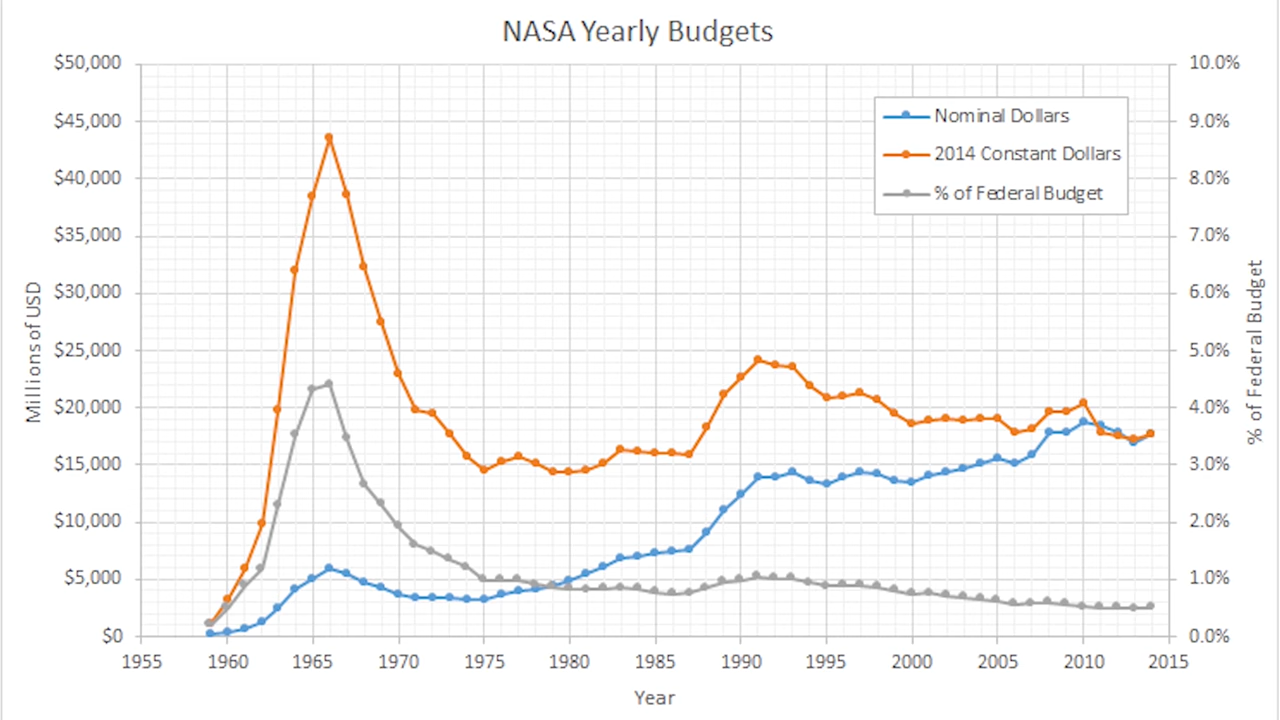 NASA Yearly Budgets
$50,000
$45,000
$40,000
$35,000
$30,000
$25,000
$20,000
$15,000
$10,000
$5,000
$0
Millions of USD
10.0%
9.0%
8.0%
7.0%
6.0%
5.0%
4.0%
3.0%
2.0%
1.0%
0.0%
% of Federal Budget
Nominal Dollars
2014 Constant Dollars
% of Federal Budget
1955 1960 1965 1970 1975 1980 1985 1990 1995 2000 2005 2010 2015
Year